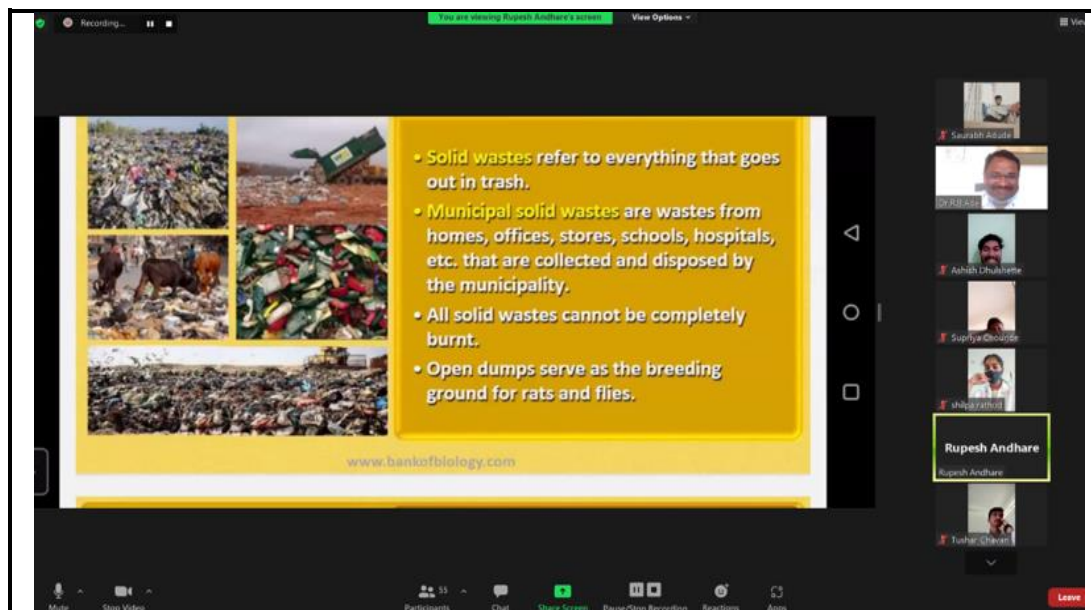 Recording...
You are viewing Rupesh Andhare's screen
View Options
View
• Solid wastes refer to everything that goes
out in trash.
• Municipal solid wastes are wastes from
homes, offices, stores, schools, hospitals,
etc. that are collected and disposed by
the municipality.
• All solid wastes cannot be completely
burnt.
• Open dumps serve as the breeding
ground for rats and flies.
www.bankofbiology.com
Saurabh
Ashish Dhulshette
Supriya
shilpa rathod
Rupesh Andhare
Rupesh Andhare
Tushar Chavan
Mute
Stop Video
55
Participants
Chat
Share Screen
Pause/Stop Recording
Reactions
Apps
Leave